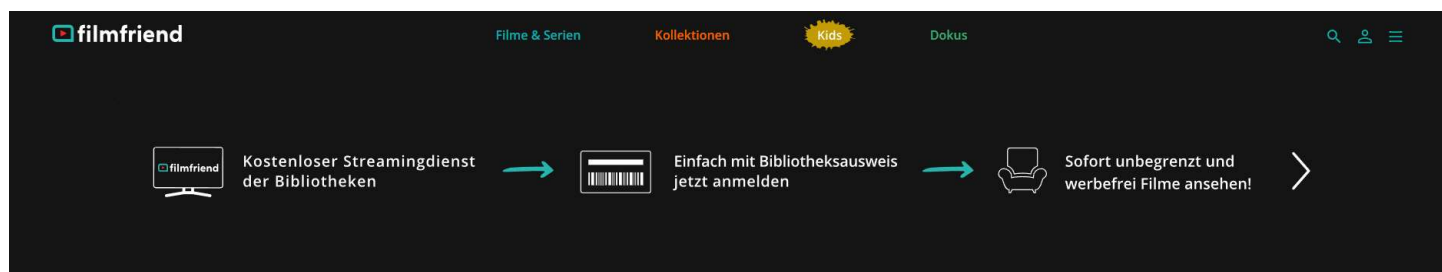 filmfriend
Filme & Serien
Kollektionen
Kids
Dokus
filmfriend
Kostenloser Streamingdienst
der Bibliotheken
Einfach mit Bibliotheksausweis
jetzt anmelden
Sofort unbegrenzt und
werbefrei Filme ansehen!